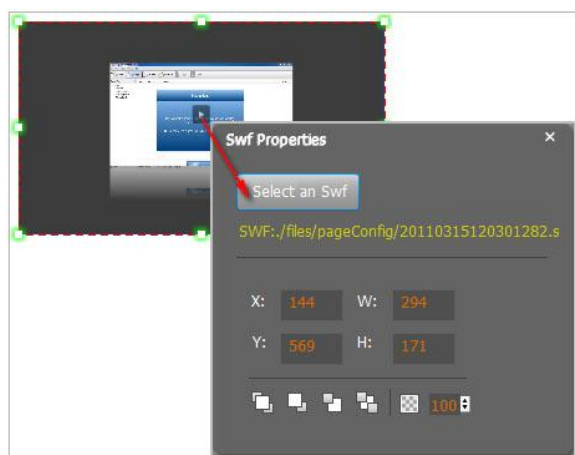 Swf Properties
Select an Swf
SWF:./files/pageConfig/20110315120301282.s
X: 144 W: 294
Y: 569 H: 171
100